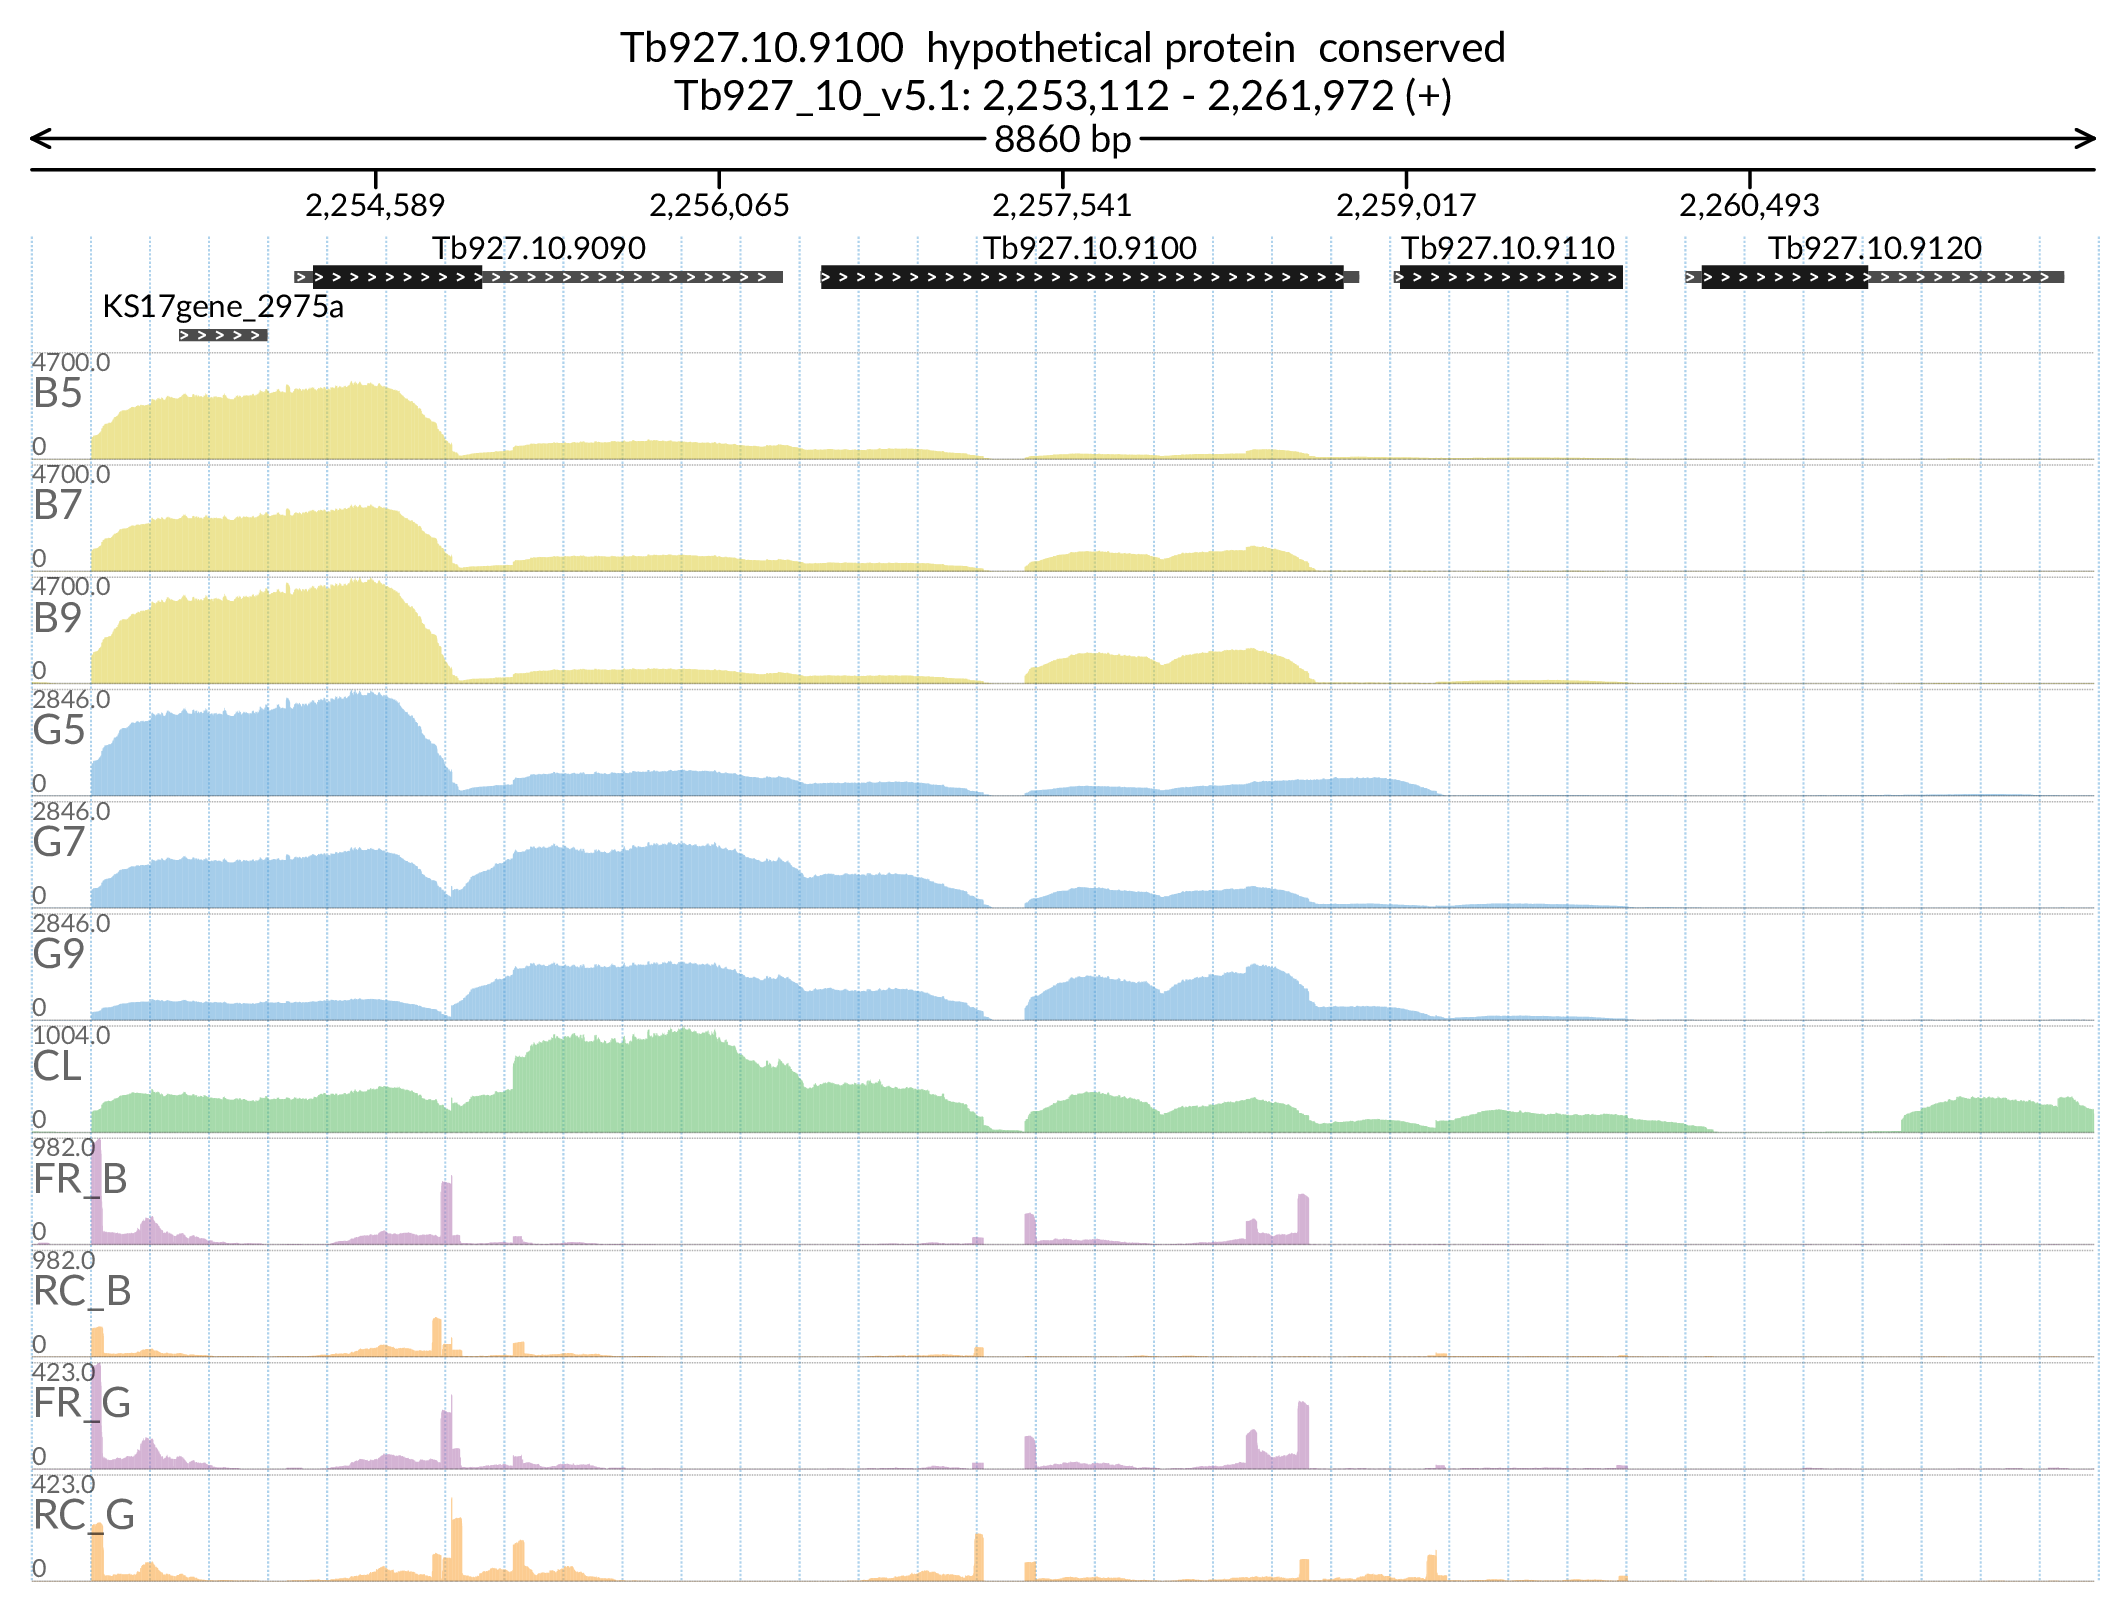 Tb927.10.9100  hypothetical protein  conserved
Tb927_10_v5.1: 2,253,112 - 2,261,972 (+)
8860 bp
2,254,589 2,256,065 2,257,541 2,259,017 2,260,493
Tb927.10.9090 Tb927.10.9100 Tb927.10.9110 Tb927.10.9120
KS17gene_2975a
4700.0
B5
0
4700.0
B7
0
4700.0
B9
0
2846.0
G5
0
2846.0
G7
0
2846.0
G9
0
1004.0
CL
0
982.0
FR_B
0
982.0
RC_B
0
423.0
FR_G
0
423.0
RC_G
0